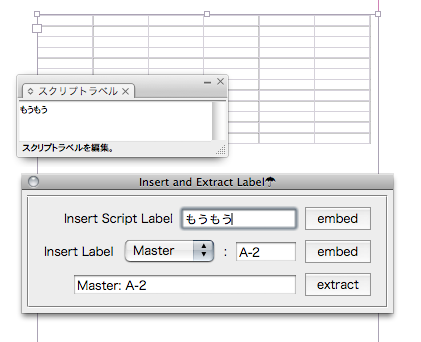 スクリプトラベル
もうもう
スクリプトラベルを編集。
Insert and Extract Label☂
Insert Script Label もうもう embed
Insert Label Master : A-2 embed
Master: A-2 extract